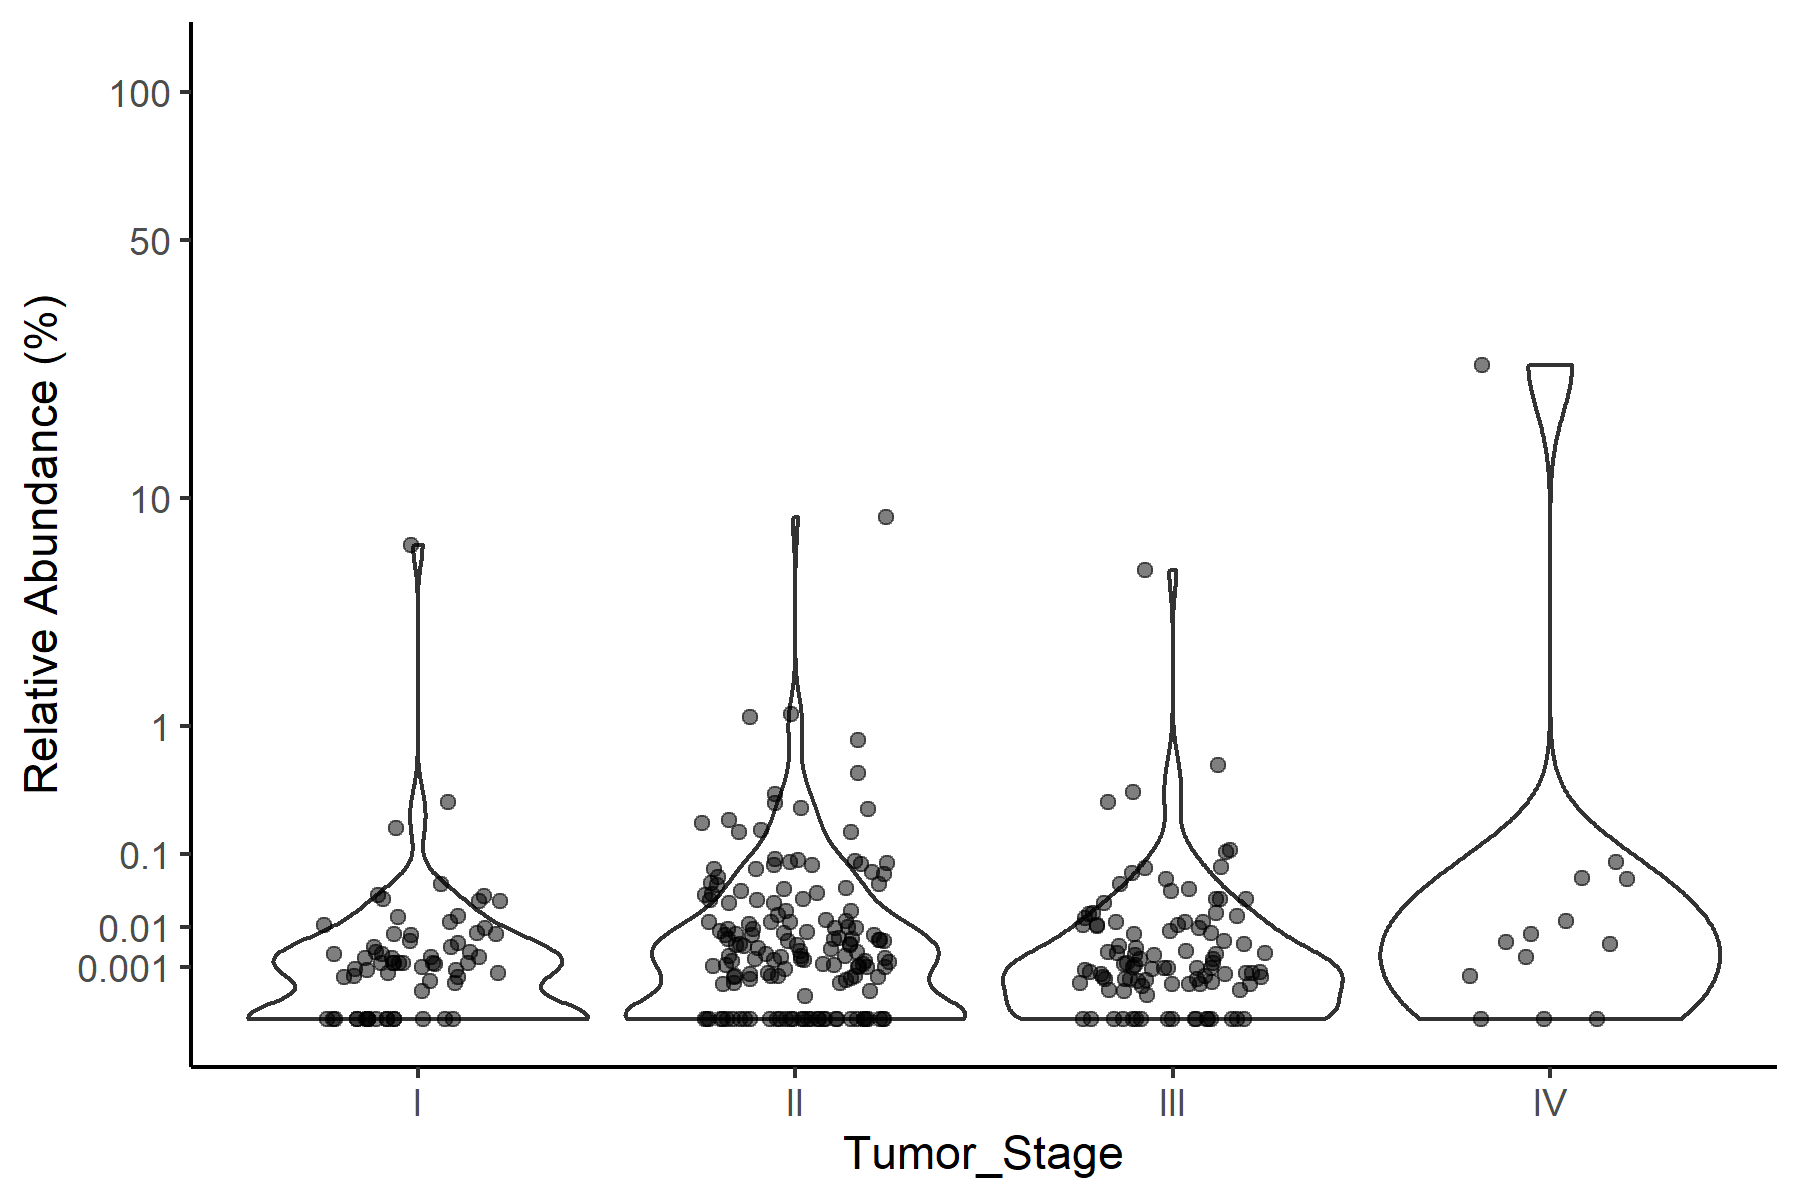 Relative Abundance (%)
100
50
10
1
0.1
0.01
0.001
I
II
III
IV
Tumor_Stage